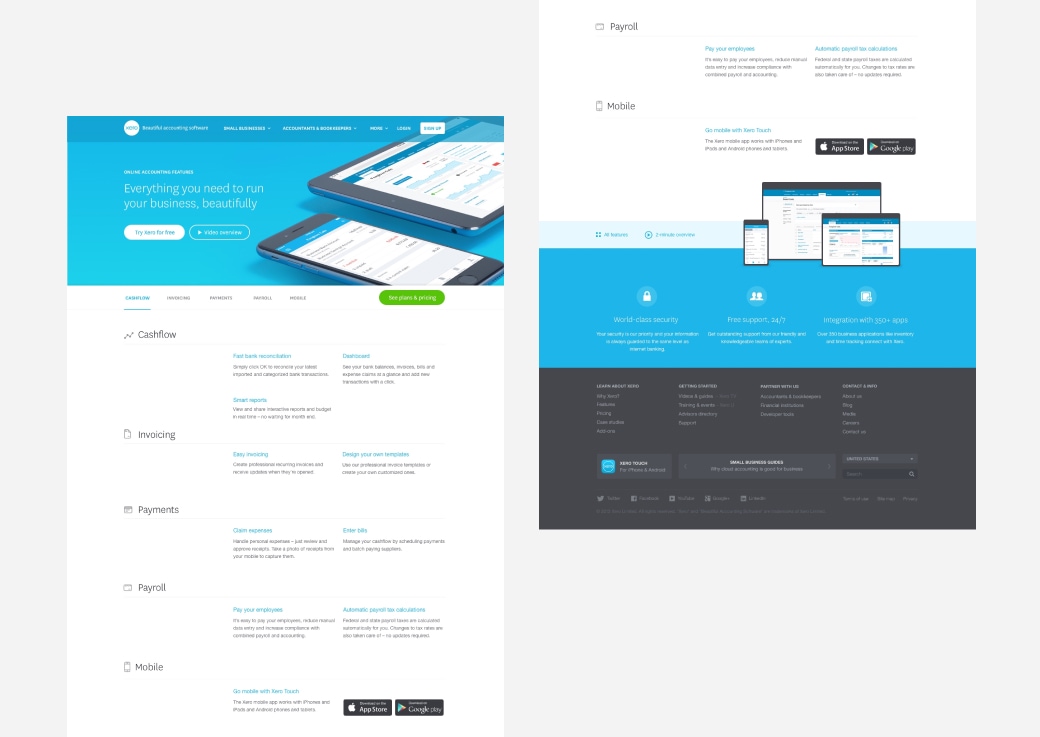 xero Beautiful accounting software SMALL BUSINESSES ACCOUNTANTS & BOOKKEEPERS MORE LOGIN SIGN UP
ONLINE ACCOUNTING FEATURES
Everything you need to run
your business, beautifully
Try Xero for free Video overview
CASHFLOW INVOICING PAYMENTS PAYROLL MOBILE See plans & pricing
Cashflow
Fast bank reconciliation
Simply click OK to reconcile your latest
imported and categorized bank transactions.
Dashboard
See your bank balances, invoices, bills and
expense claims at a glance and add new
transactions with a click.
Smart reports
View and share interactive reports and budget
in real time – no waiting for month end.
Invoicing
Easy invoicing
Create professional recurring invoices and
receive updates when they're opened.
Design your own templates
Use our professional invoice templates or
create your own customized ones.
Payments
Claim expenses
Handle personal expenses – just review and
approve receipts. Take a photo of receipts from
your mobile to capture them.
Enter bills
Manage your cashflow by scheduling payments
and batch paying suppliers.
Payroll
Pay your employees
It's easy to pay your employees, reduce manual
data entry and increase compliance with
combined payroll and accounting.
Automatic payroll tax calculations
Federal and state payroll taxes are calculated
automatically for you. Changes to tax rates are
also taken care of – no updates required.
Mobile
Go mobile with Xero Touch
The Xero mobile app works with iPhones and
iPods and Android phones and tablets.
Download on the
App Store
Download on
Google play
Payroll
Pay your employees
It's easy to pay your employees, reduce manual
data entry and increase compliance with
combined payroll and accounting.
Automatic payroll tax calculations
Federal and state payroll taxes are calculated
automatically for you. Changes to tax rates are
also taken care of – no updates required.
Mobile
Go mobile with Xero Touch
The Xero mobile app works with iPhones and
iPods and Android phones and tablets.
Download on the
App Store
Download on
Google play
All features 2-minute overview
World-class security
Your security is our priority and your information
is always guarded to the same level as
internet banking.
Free support, 24/7
Get outstanding support from our friendly and
knowledgeable teams of experts.
Integration with 350+ apps
Over 350 business applications like inventory
and time tracking connect with Xero.
LEARN ABOUT XERO
Why Xero?
Features
Pricing
Case studies
Add-ons
GETTING STARTED
Videos & guides
Training & events
Advisors directory
Support
PARTNER WITH US
Accountants & bookkeepers
Financial institutions
Developer tools
CONTACT & INFO
About us
Blog
Media
Careers
Contact us
XERO TOUCH
For iPhone & Android
SMALL BUSINESS GUIDES
Why cloud accounting is good for business
UNITED STATES
Search
Twitter Facebook YouTube Google+ LinkedIn Terms of use Site map Privacy